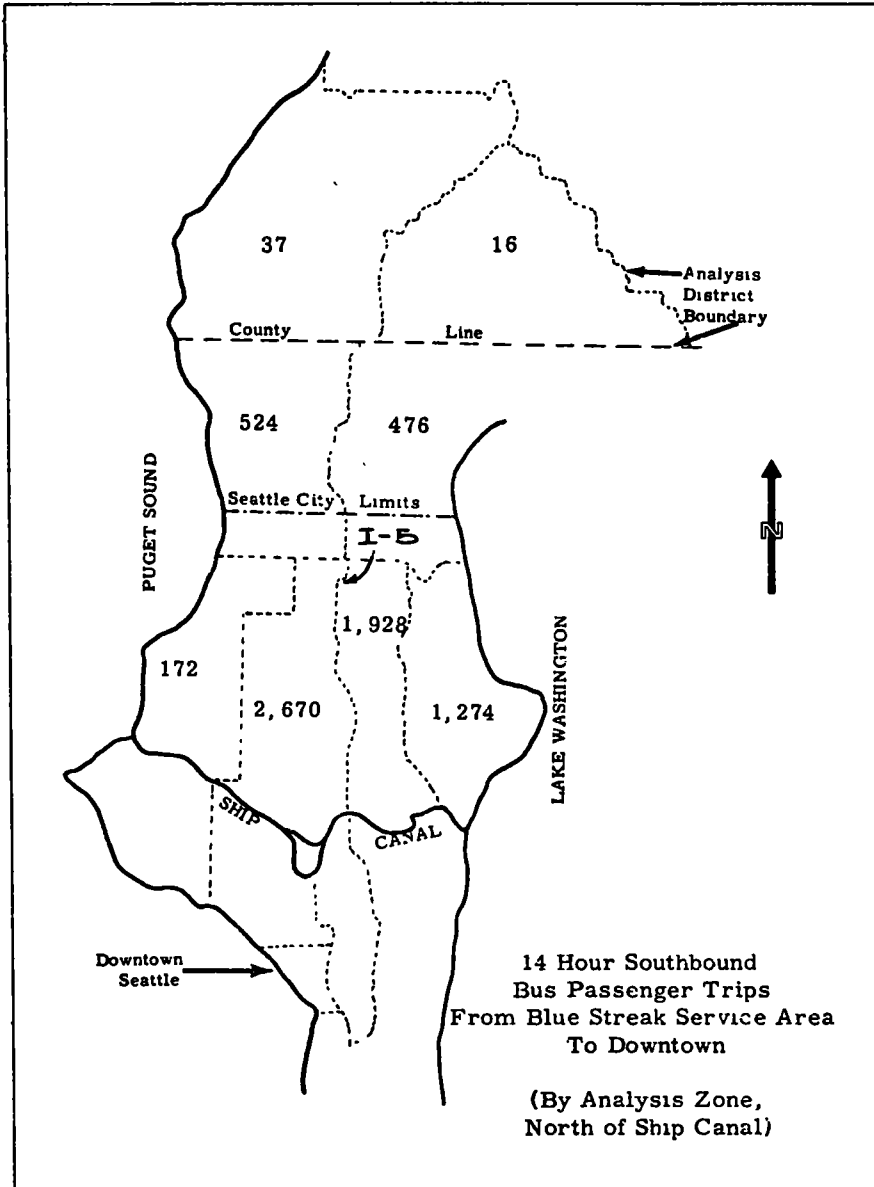 37
16
Analysis
District
Boundary
County Line
524
476
PUGET SOUND
Seattle City Limits
I-5
N
1,928
172
2,670
1,274
LAKE WASHINGTON
SHIP CANAL
Downtown
Seattle
14 Hour Southbound
Bus Passenger Trips
From Blue Streak Service Area
To Downtown
(By Analysis Zone,
North of Ship Canal)